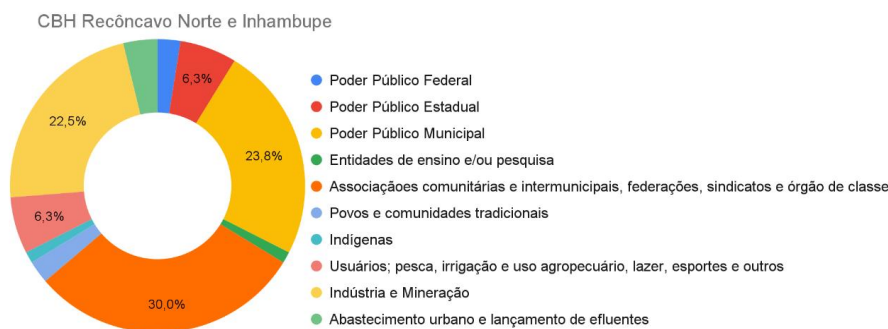 CBH Recôncavo Norte e Inhambupe
6,3%
23,8%
30,0%
6,3%
22,5%
Poder Público Federal
Poder Público Estadual
Poder Público Municipal
Entidades de ensino e/ou pesquisa
Associaçãoes comunitárias e intermunicipais, federações, sindicatos e órgão de classe
Povos e comunidades tradicionais
Indígenas
Usuários; pesca, irrigação e uso agropecuário, lazer, esportes e outros
Indústria e Mineração
Abastecimento urbano e lançamento de efluentes